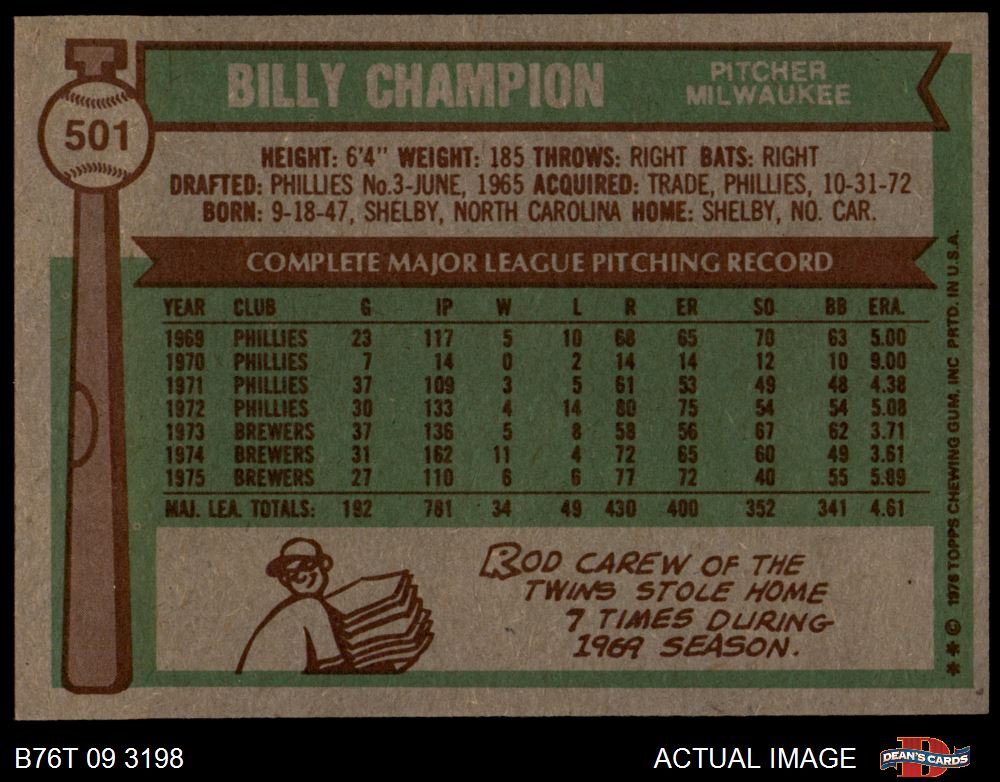 501
BILLY CHAMPION
PITCHER
MILWAUKEE
HEIGHT: 6'4" WEIGHT: 185 THROWS: RIGHT BATS: RIGHT
DRAFTED: PHILLIES No.3-JUNE, 1965 ACQUIRED: TRADE, PHILLIES, 10-31-72
BORN: 9-18-47, SHELBY, NORTH CAROLINA HOME: SHELBY, NO. CAR.
COMPLETE MAJOR LEAGUE PITCHING RECORD
YEAR CLUB G IP W L R ER SO BB ERA.
1969 PHILLIES 23 117 5 10 68 65 70 63 5.00
1970 PHILLIES 7 14 0 2 14 14 12 10 9.00
1971 PHILLIES 37 109 3 5 61 53 49 48 4.38
1972 PHILLIES 30 133 4 14 80 75 54 54 5.08
1973 BREWERS 37 136 5 8 58 56 67 62 3.71
1974 BREWERS 31 162 11 4 72 65 60 49 3.61
1975 BREWERS 27 110 6 6 77 72 40 55 5.89
MAJ. LEA. TOTALS: 192 781 34 49 430 400 352 341 4.61
ROD CAREW OF THE
TWINS STOLE HOME
7 TIMES DURING
1969 SEASON.
** © 1976 TOPPS CHEWING GUM, INC PRTD. IN U.S.A.
B76T 09 3198
ACTUAL IMAGE
DEAN'S CARDS